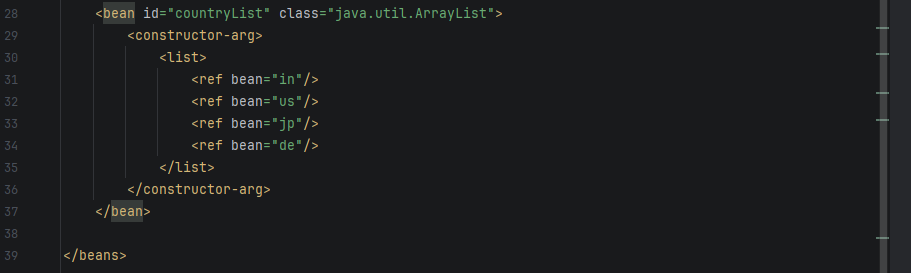 28 <bean id="countryList" class="java.util.ArrayList">
29 <constructor-arg>
30 <list>
31 <ref bean="in"/>
32 <ref bean="us"/>
33 <ref bean="jp"/>
34 <ref bean="de"/>
35 </list>
36 </constructor-arg>
37 </bean>
38
39 </beans>